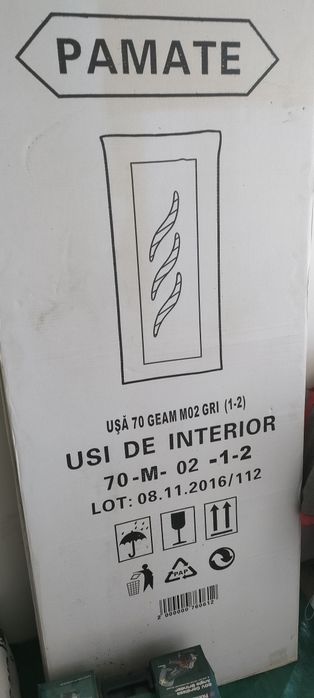 PAMATE
UȘĂ 70 GEAM M02 GRI (1-2)
USI DE INTERIOR
70-M- 02 -1-2
LOT: 08.11.2016/112
PAP